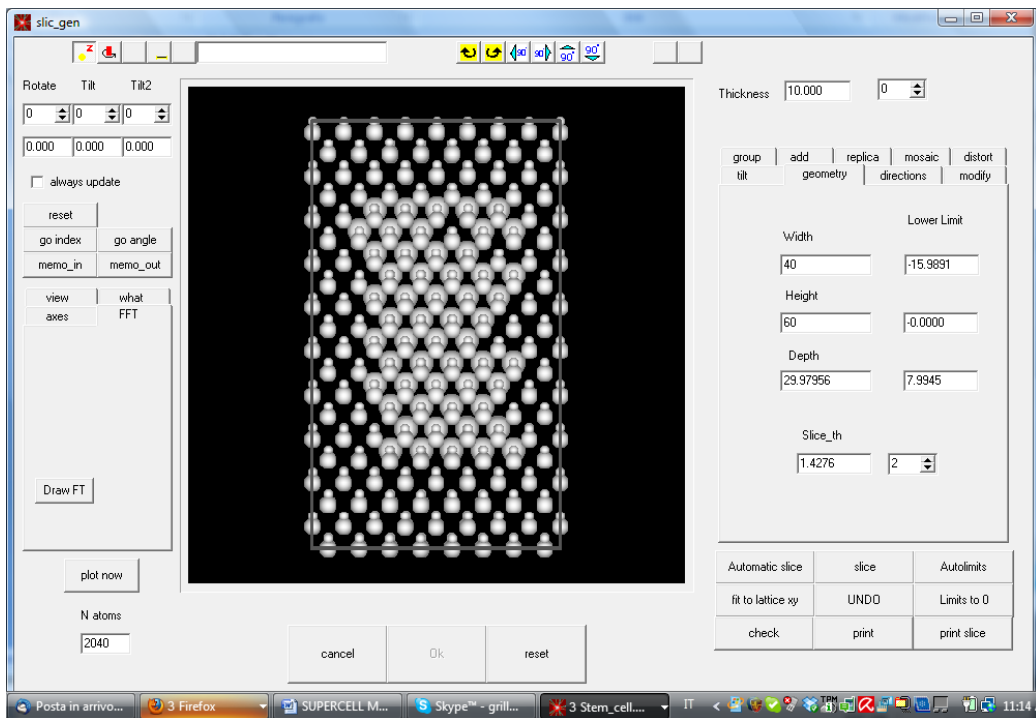 slic_gen
z
90°
90°
90°
90°
Rotate Tilt Tilt2
0 0 0
0.000 0.000 0.000
always update
reset
go index go angle
memo_in memo_out
view what
axes FFT
Draw FT
plot now
N atoms
2040
cancel Ok reset
Thickness 10.000 0
group add replica mosaic distort
tilt geometry directions modify
Lower Limit
Width
40 -15.9891
Height
60 -0.0000
Depth
29.97956 7.9945
Slice_th
1.4276 2
Automatic slice slice Autolimits
fit to lattice xy UNDO Limits to 0
check print print slice
Posta in arrivo... 3 Firefox SUPERCELL M... Skype™ - grill... 3 Stem_cell.... IT 11:14